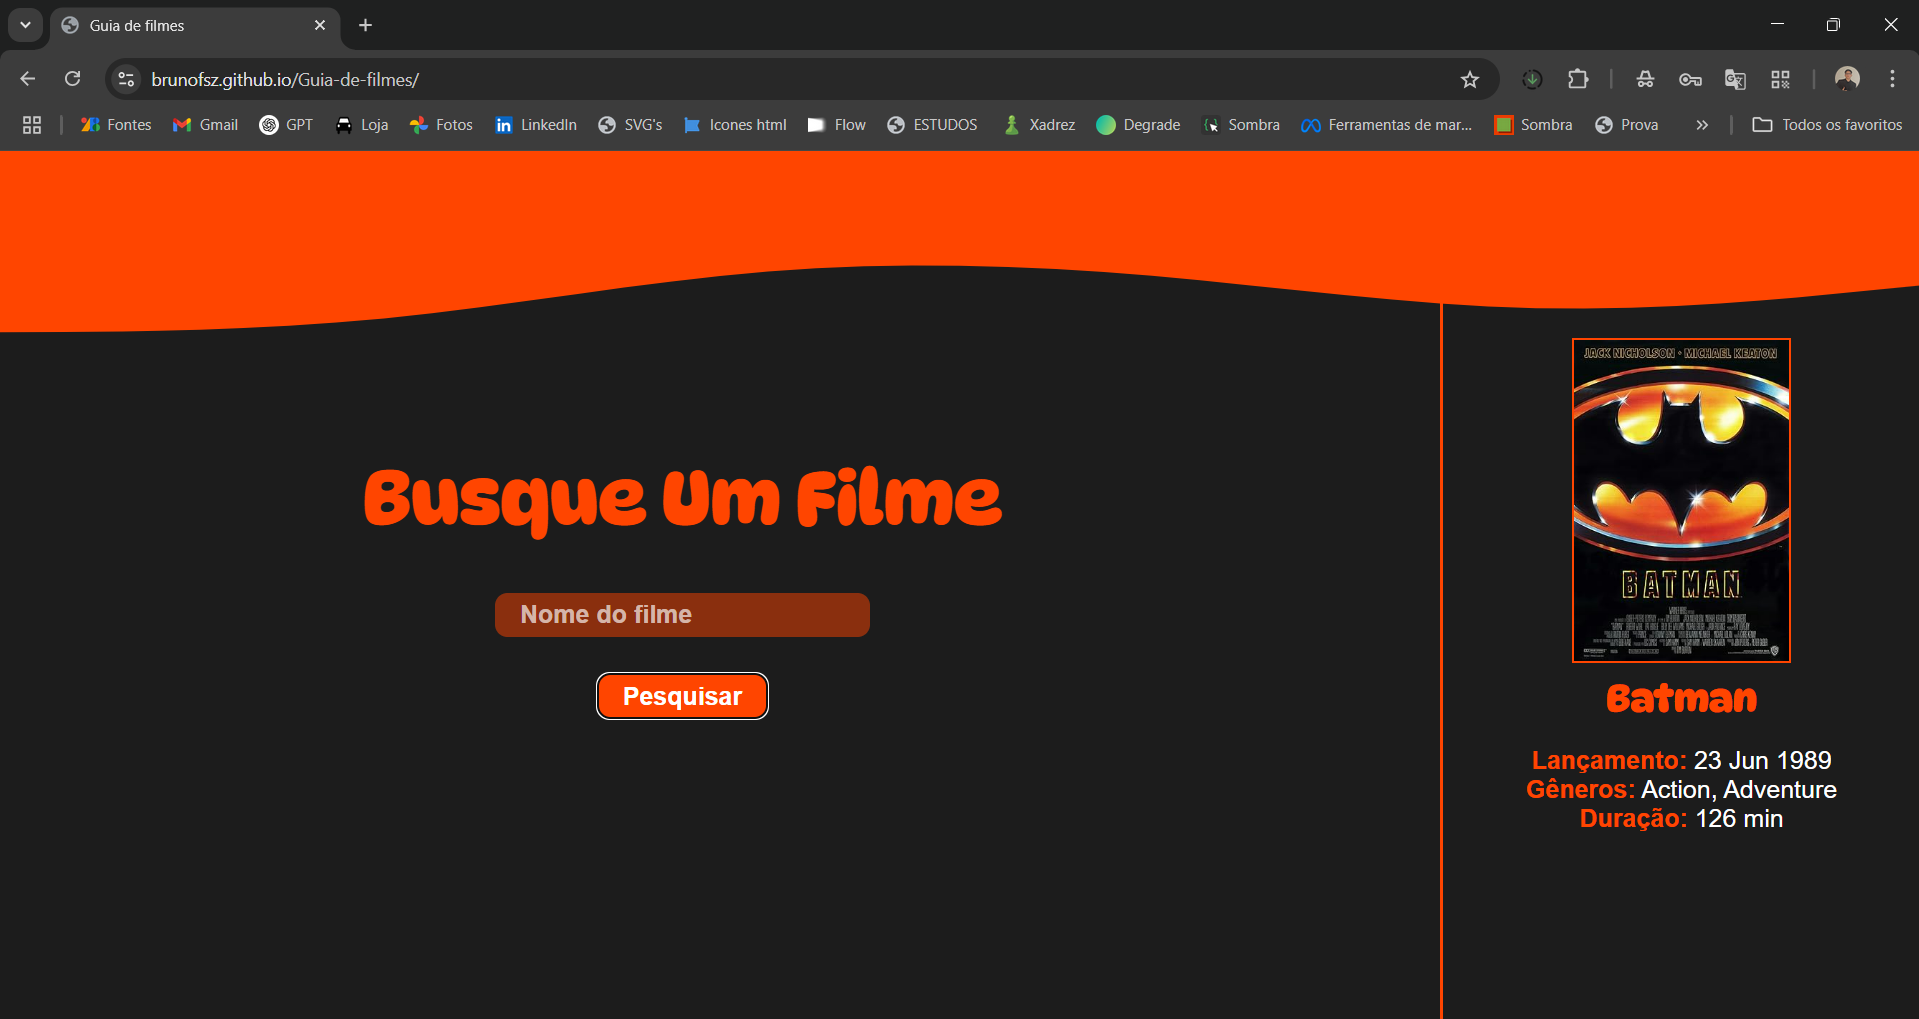 Guia de filmes
brunofsz.github.io/Guia-de-filmes/
Fontes Gmail GPT Loja Fotos LinkedIn SVG's Icones html Flow ESTUDOS Xadrez Degrade Sombra Ferramentas de mar... Sombra Prova » Todos os favoritos
JACK NICHOLSON • MICHAEL KEATON
BATMAN
Busque Um Filme
Nome do filme
Pesquisar
Batman
Lançamento: 23 Jun 1989
Gêneros: Action, Adventure
Duração: 126 min